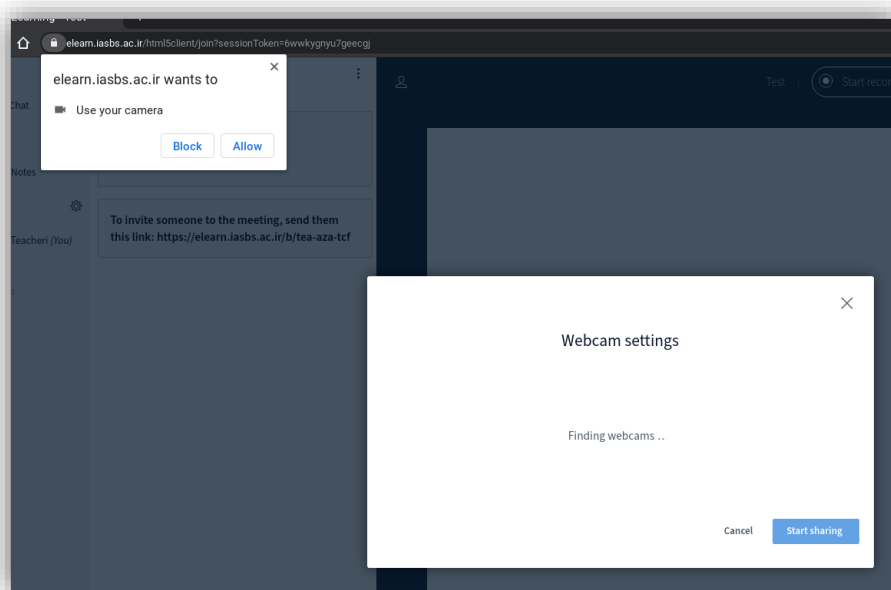 elearn.iasbs.ac.ir/html5client/join?sessionToken=6wwkygnyu7geecgj
elearn.iasbs.ac.ir wants to
Use your camera
Block Allow
Chat
Notes
Teacheri (You)
To invite someone to the meeting, send them
this link: https://elearn.iasbs.ac.ir/b/tea-aza-tcf
Test
Start recor
Webcam settings
Finding webcams ..
Cancel Start sharing